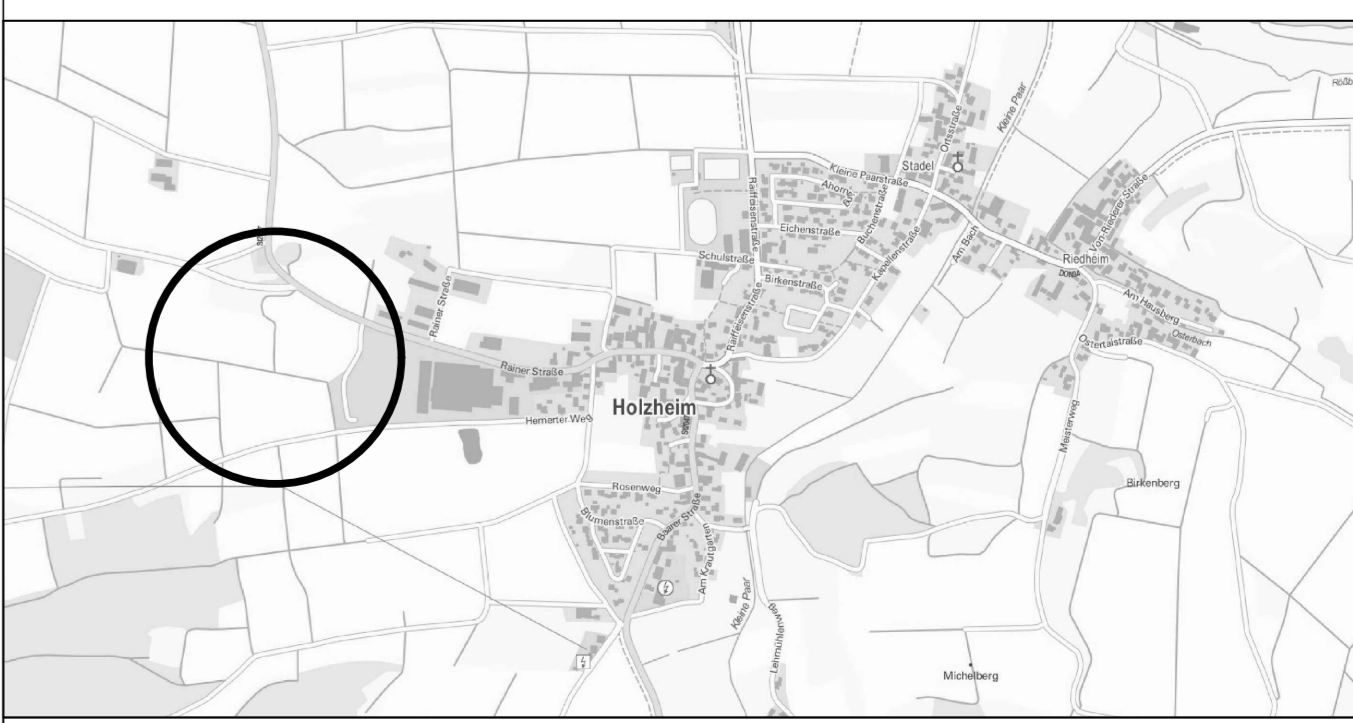 Kleine Paar
Rößb
Ortsstraße
Stadel
Kleine Paarstraße
Raiffeisenstraße
Ahorn-
Buchenstraße
Eichenstraße
Von-Riederer-Straße
Am Bach
Riedheim
Schulstraße
Kapellenstraße
Birkenstraße
Rainer Straße
Raiffeisenstraße
Am Hausberg
Osterbach
Ostertalstraße
Rainer Straße
Holzheim
Hemerter Weg
Meisterweg
Rosenweg
Birkenberg
Blumenstraße
Baarer Straße
Am Krautgarten
Kleine Paar
Lehmühlenweg
Michelberg